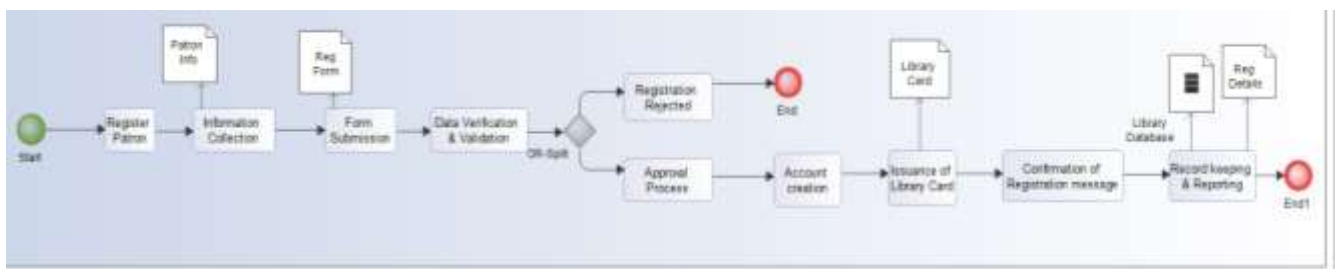 Patron
Info
Reg
Form
Library
Card
Reg
Details
Library
Database
Registration
Rejected
End
Start
Register
Patron
Information
Collection
Form
Submission
Data Verification
& Validation
OR-Split
Approval
Process
Account
creation
Issuance of
Library Card
Confirmation of
Registration message
Record keeping
& Reporting
End1